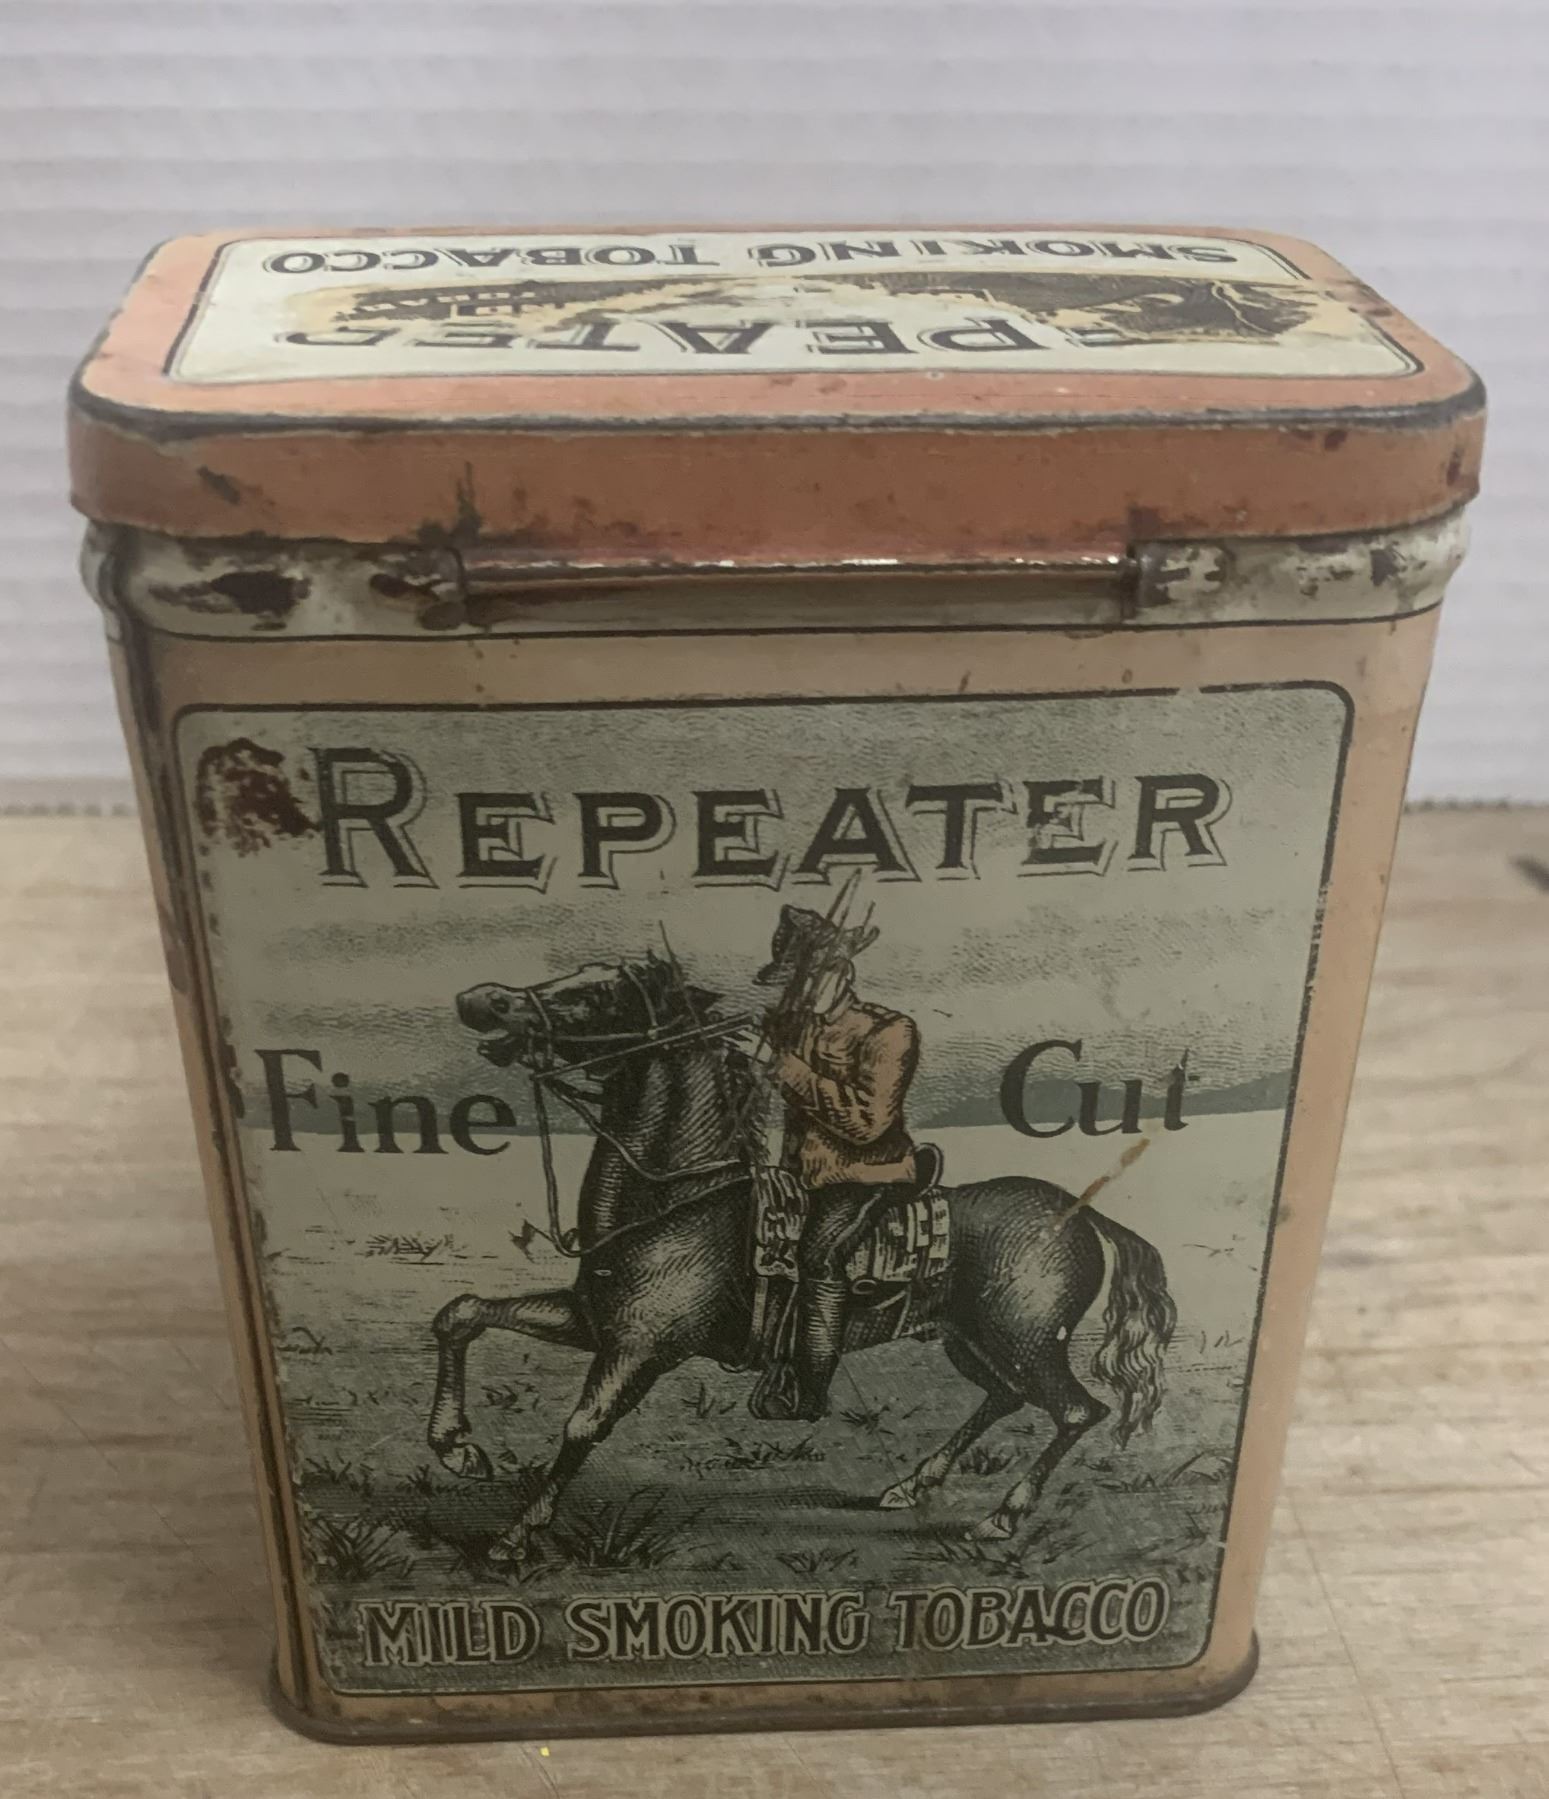 SMOKING TOBACCO
REPEATER
Fine Cut
MILD SMOKING TOBACCO